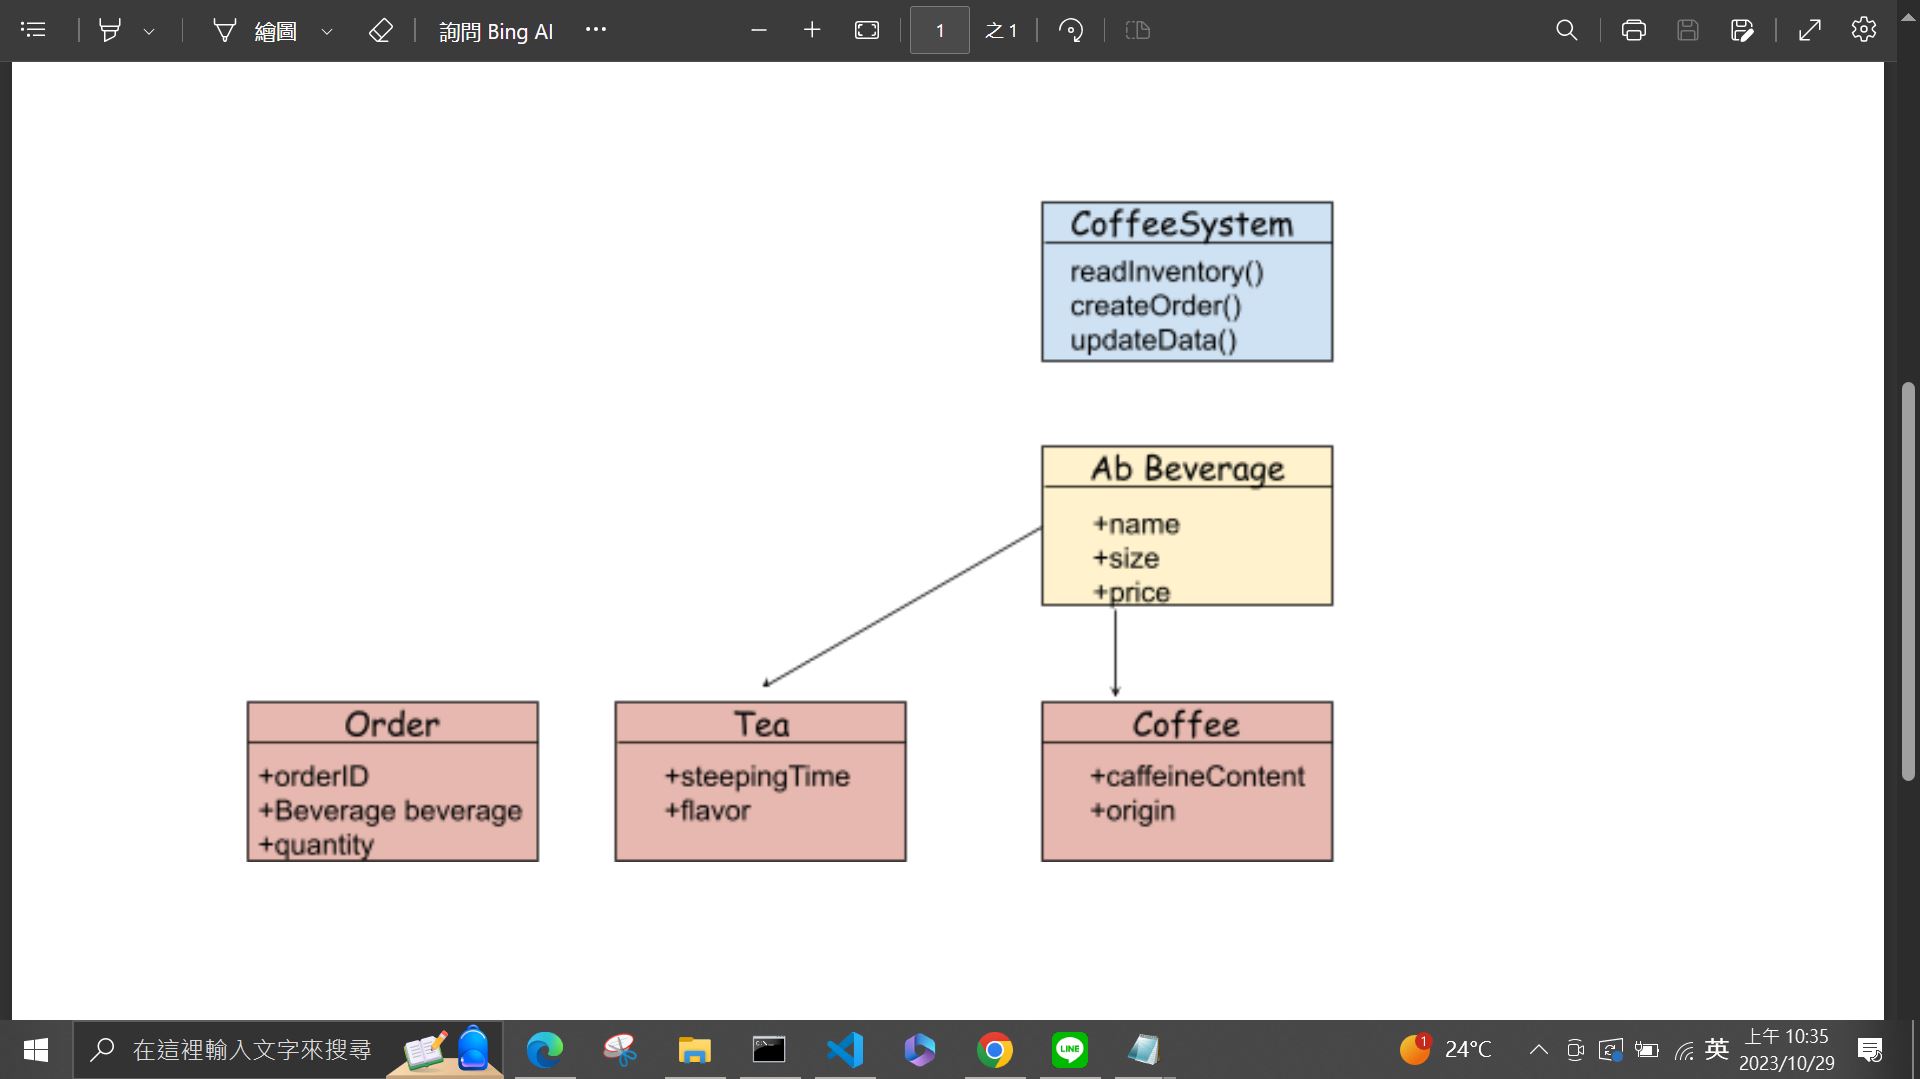 繪圖
詢問 Bing AI
1
之 1
CoffeeSystem
readInventory()
createOrder()
updateData()
Ab Beverage
+name
+size
+price
Order
+orderID
+Beverage beverage
+quantity
Tea
+steepingTime
+flavor
Coffee
+caffeineContent
+origin
在這裡輸入文字來搜尋
LINE
1
24°C
英
上午 10:35
2023/10/29